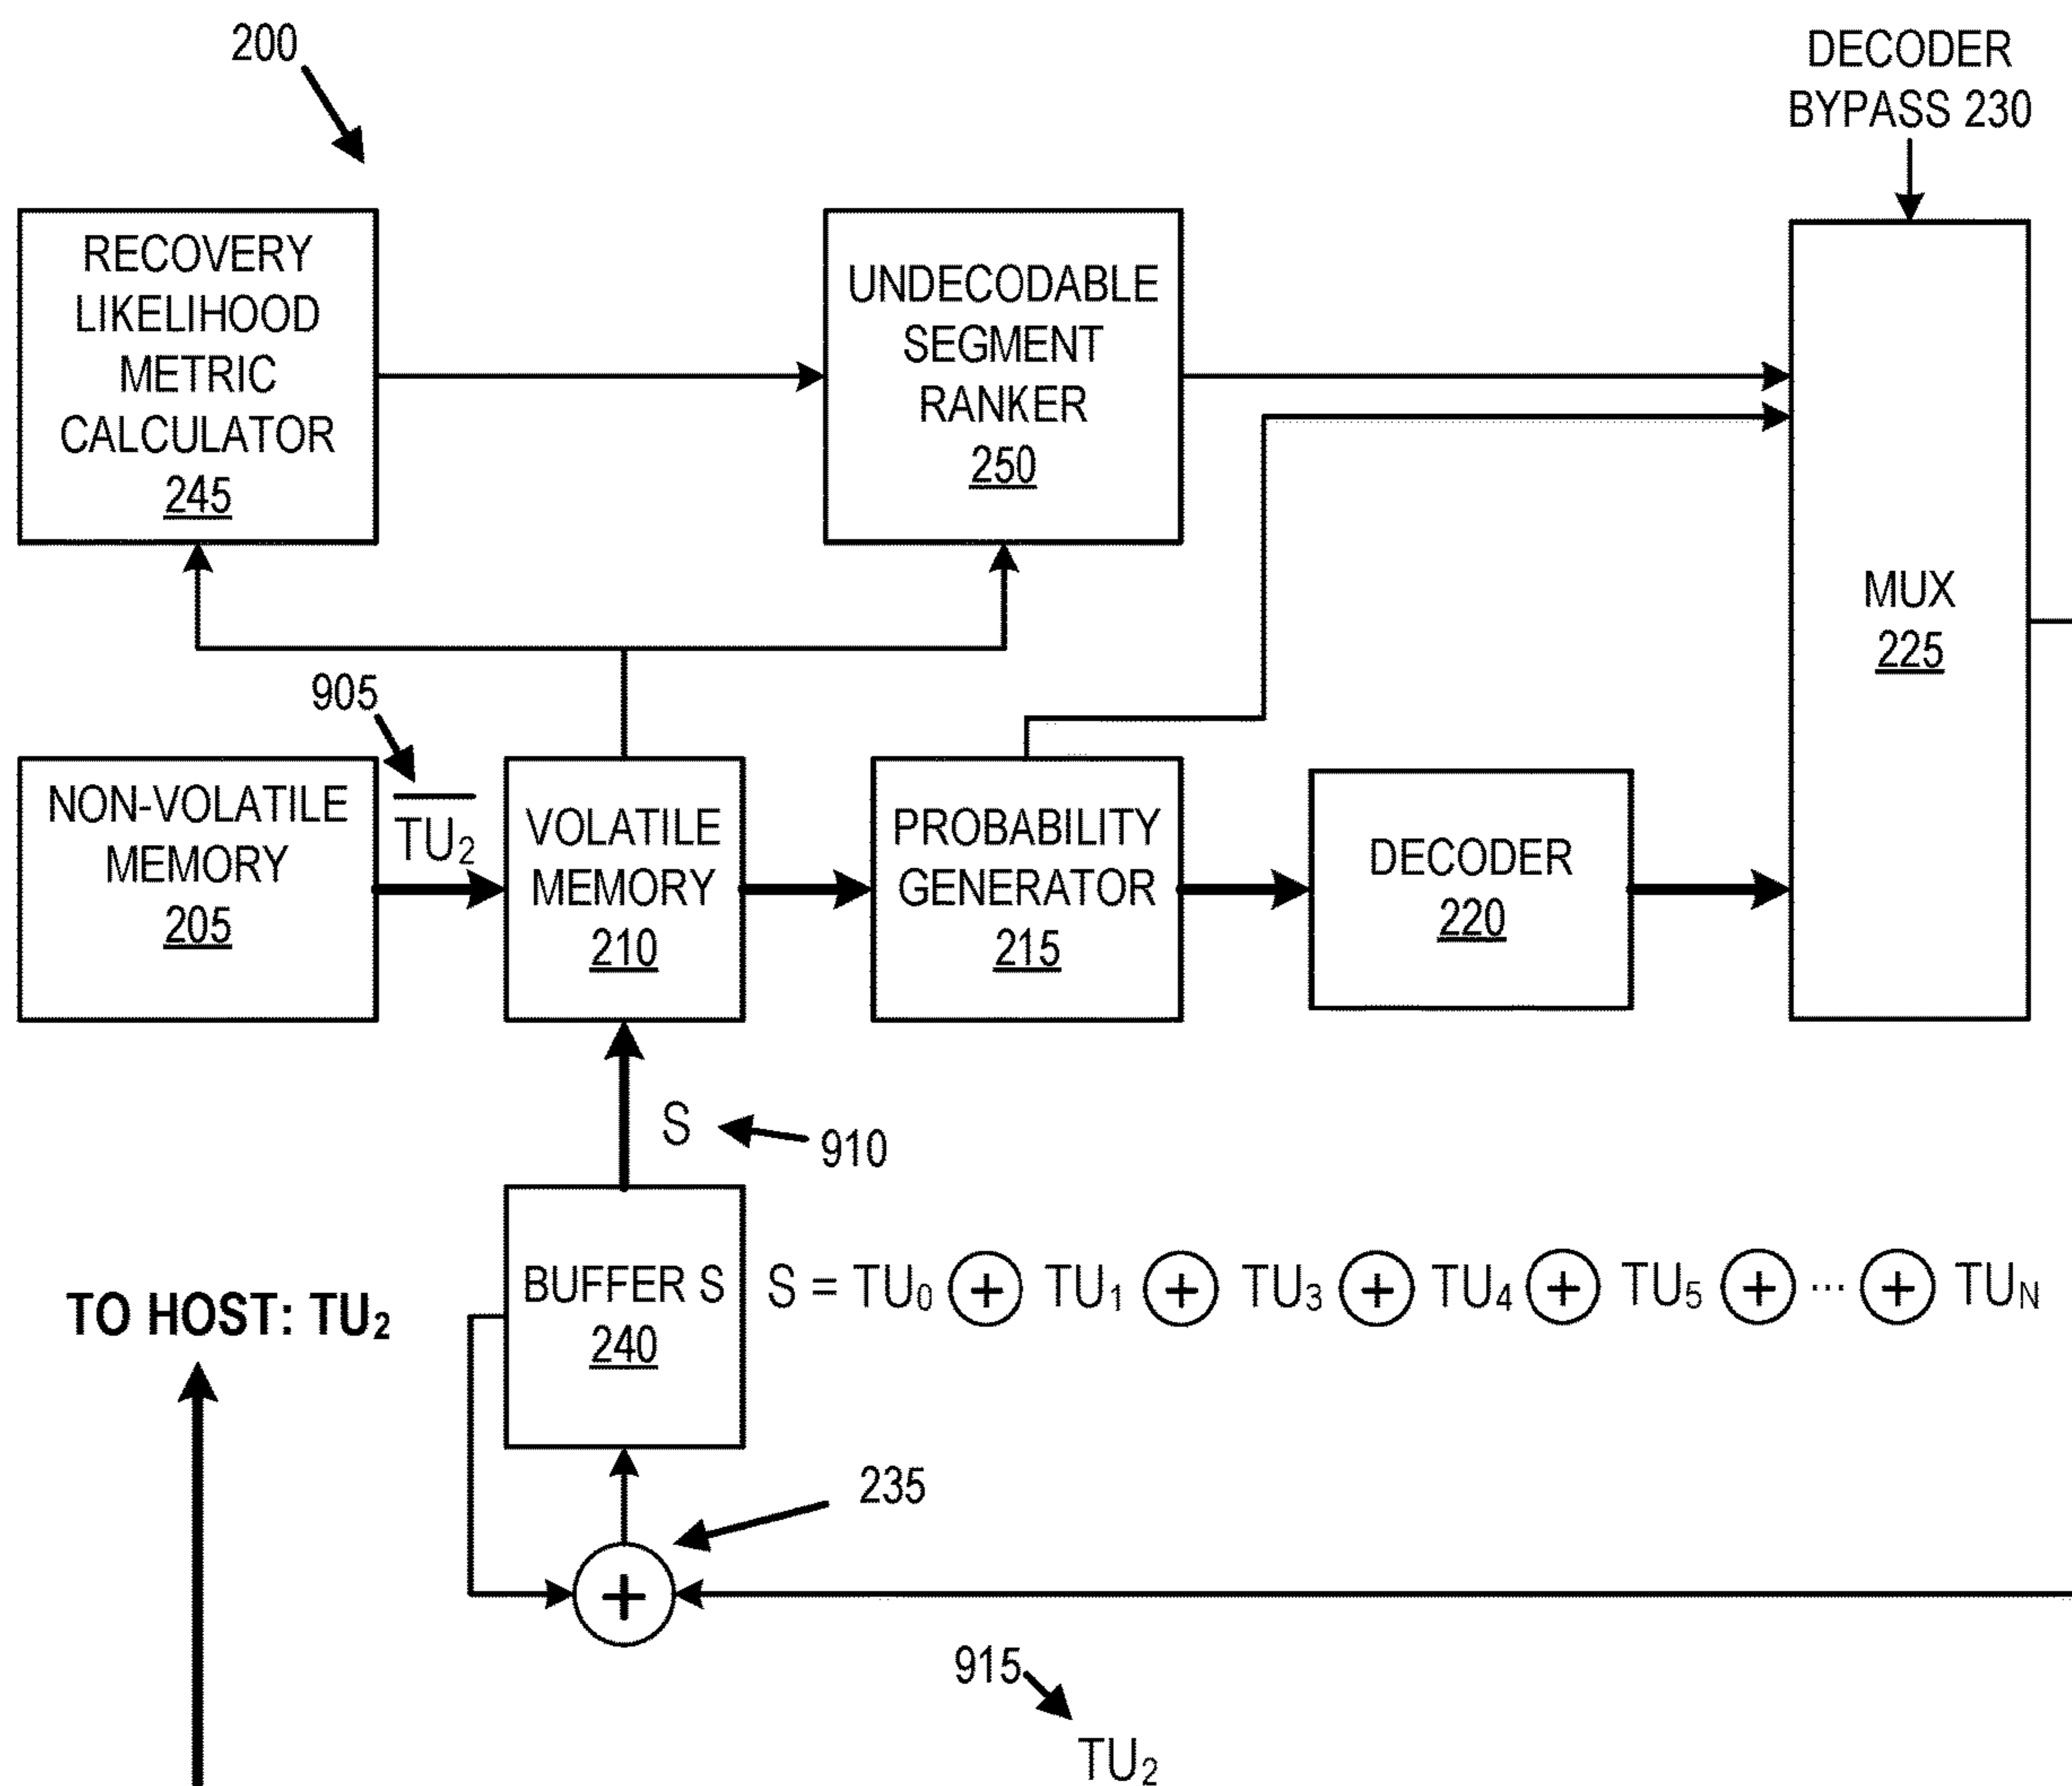 200
DECODER
BYPASS 230
RECOVERY
LIKELIHOOD
METRIC
CALCULATOR
245
UNDECODABLE
SEGMENT
RANKER
250
MUX
225
905
NON-VOLATILE
MEMORY
205
T̅U̅₂̅
VOLATILE
MEMORY
210
PROBABILITY
GENERATOR
215
DECODER
220
S
910
BUFFER S
240
S = TU₀ ⊕ TU₁ ⊕ TU₃ ⊕ TU₄ ⊕ TU₅ ⊕ ... ⊕ TU_N
TO HOST: TU₂
235
+
915
TU₂